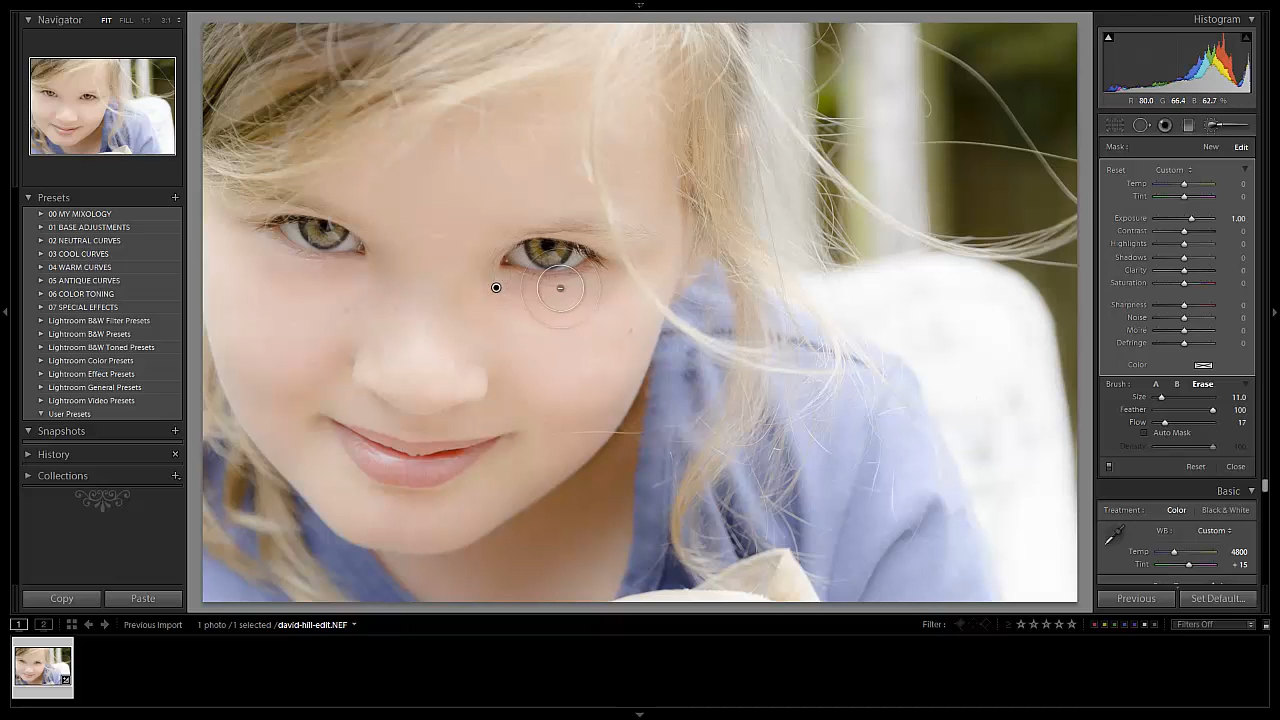 Navigator FIT FILL 1:1 3:1
Presets
00 MY MIXOLOGY
01 BASE ADJUSTMENTS
02 NEUTRAL CURVES
03 COOL CURVES
04 WARM CURVES
05 ANTIQUE CURVES
06 COLOR TONING
07 SPECIAL EFFECTS
Lightroom B&W Filter Presets
Lightroom B&W Presets
Lightroom B&W Toned Presets
Lightroom Color Presets
Lightroom Effect Presets
Lightroom General Presets
Lightroom Video Presets
User Presets
Snapshots
History
Collections
Copy Paste
Histogram
R 80.0 G 66.4 B 62.7 %
Mask : New Edit
Reset Custom
Temp 0
Tint 0
Exposure 1.00
Contrast 0
Highlights 0
Shadows 0
Clarity 0
Saturation 0
Sharpness 0
Noise 0
Moire 0
Defringe 0
Color
Brush : A B Erase
Size 11.0
Feather 100
Flow 17
Auto Mask
Density 100
Reset Close
Basic
Treatment : Color Black & White
WB : Custom
Temp 4800
Tint + 15
Previous Set Default...
1 2 Previous Import 1 photo / 1 selected / david-hill-edit.NEF Filter : Filters Off